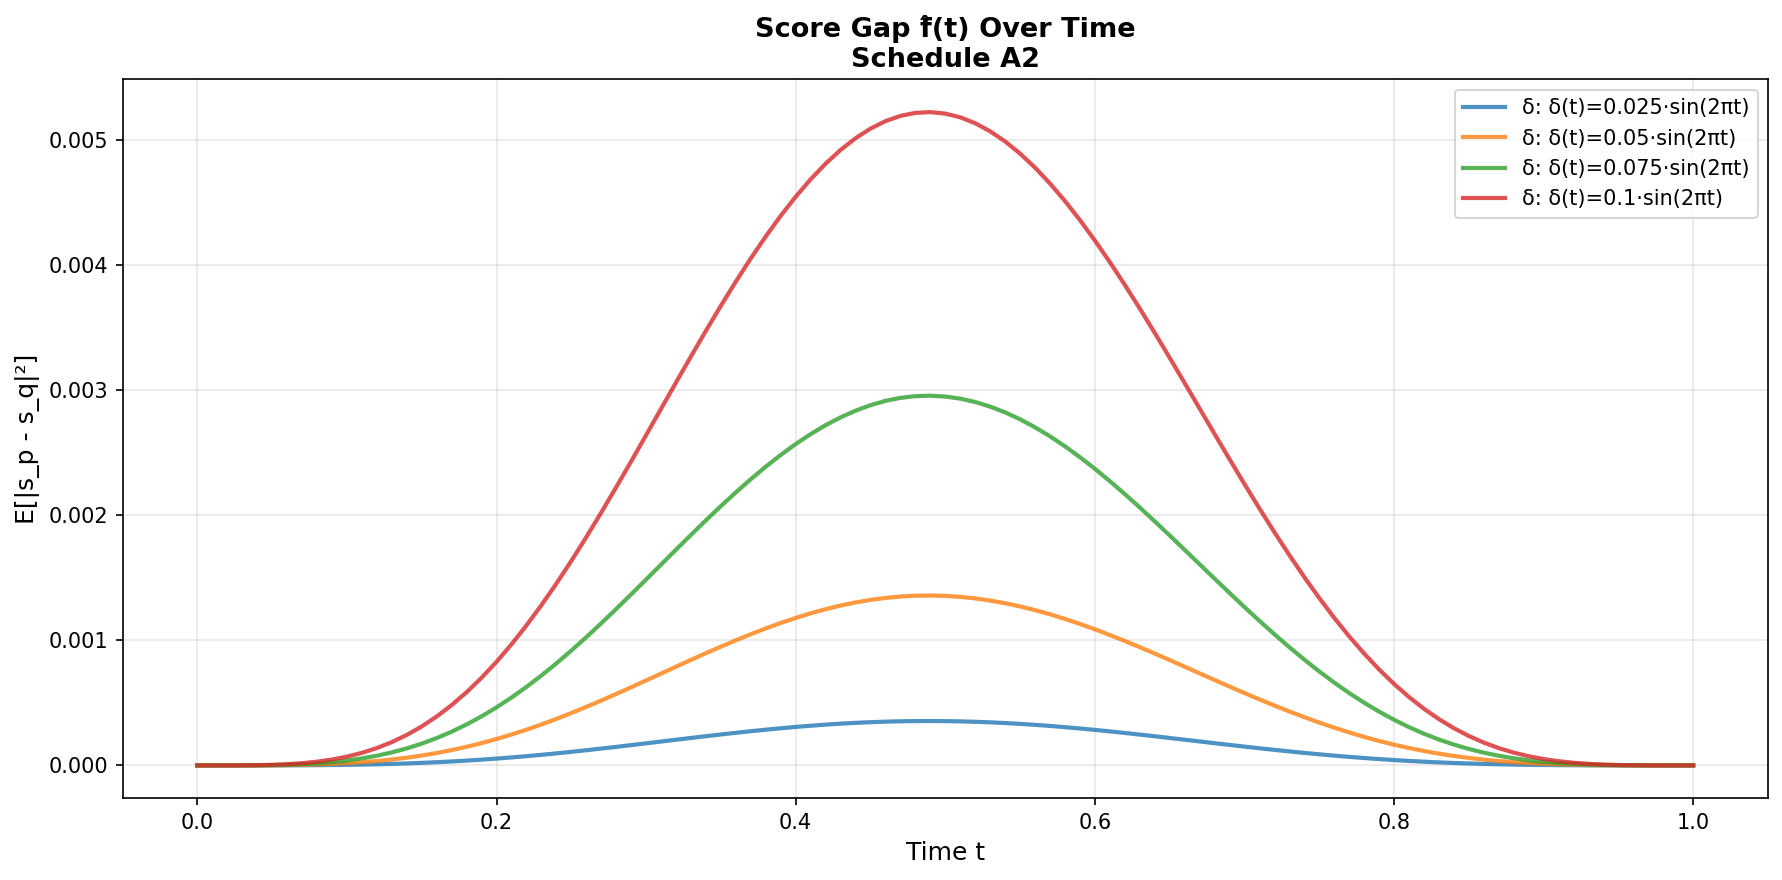 Score Gap f̂(t) Over Time
Schedule A2
E[|s_p - s_q|²]
0.005
0.004
0.003
0.002
0.001
0.000
δ: δ(t)=0.025·sin(2πt)
δ: δ(t)=0.05·sin(2πt)
δ: δ(t)=0.075·sin(2πt)
δ: δ(t)=0.1·sin(2πt)
0.0 0.2 0.4 0.6 0.8 1.0
Time t